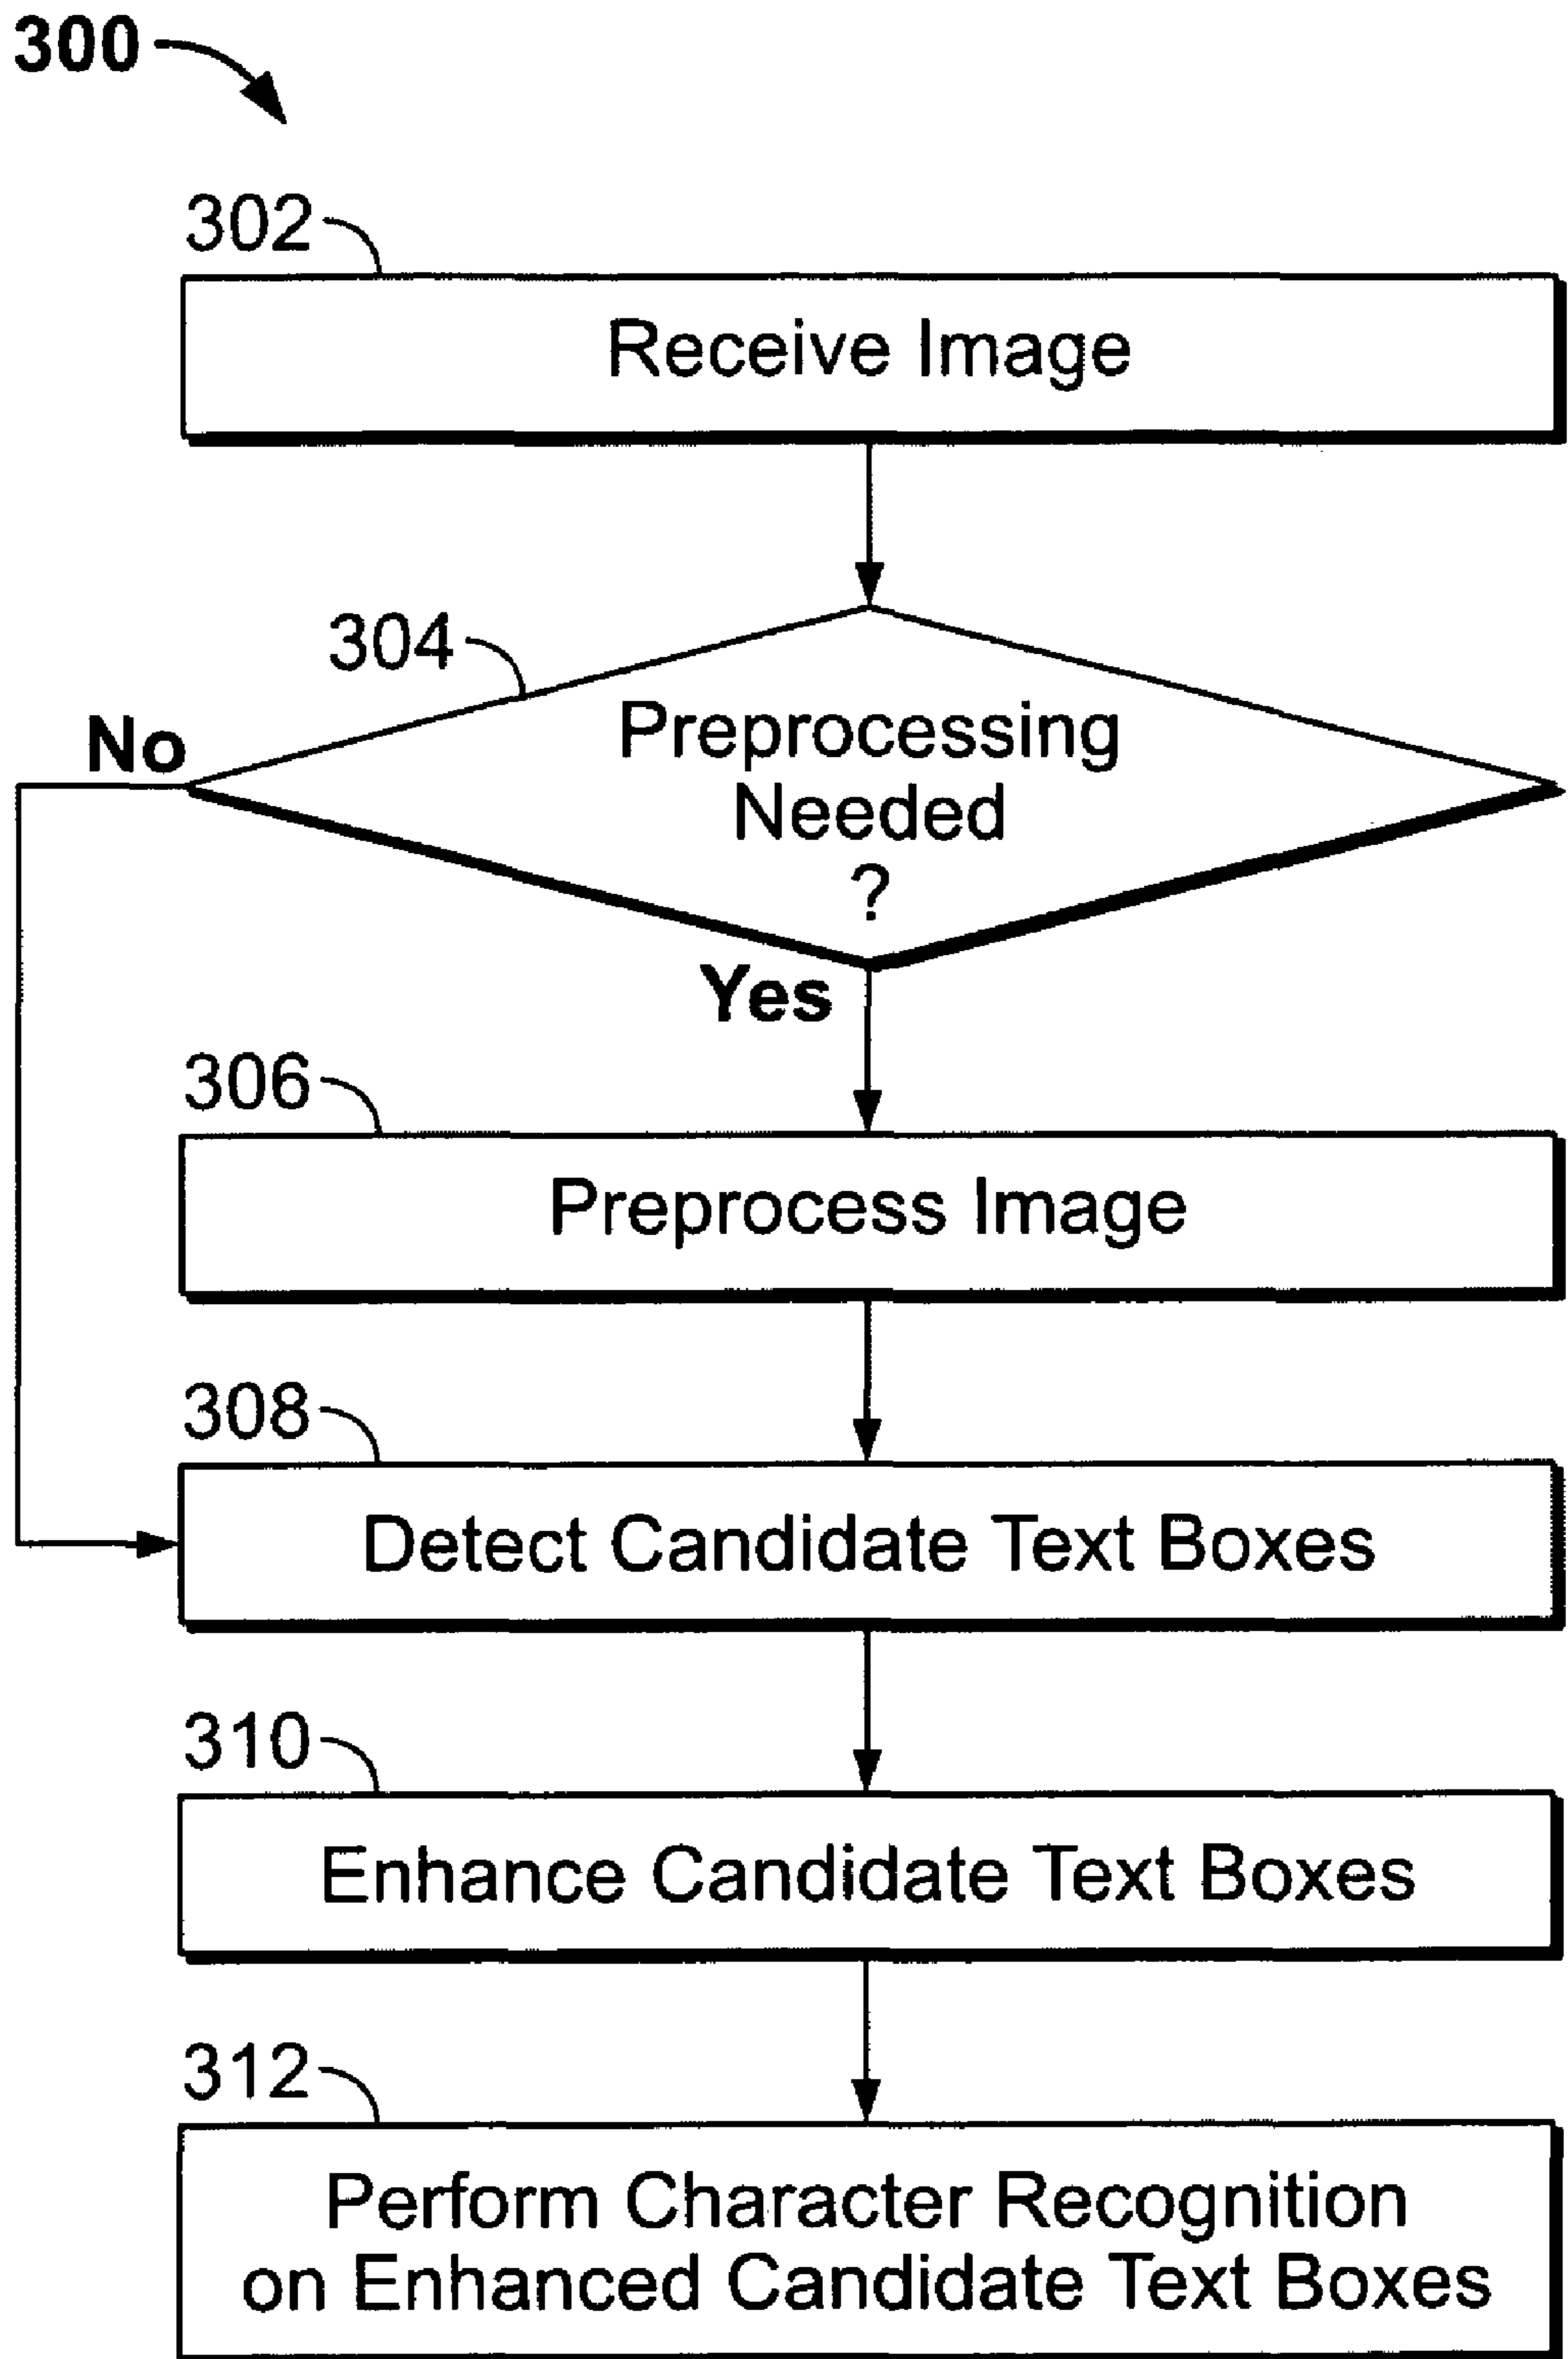 300
302
Receive Image
304
No
Preprocessing
Needed
?
Yes
306
Preprocess Image
308
Detect Candidate Text Boxes
310
Enhance Candidate Text Boxes
312
Perform Character Recognition
on Enhanced Candidate Text Boxes